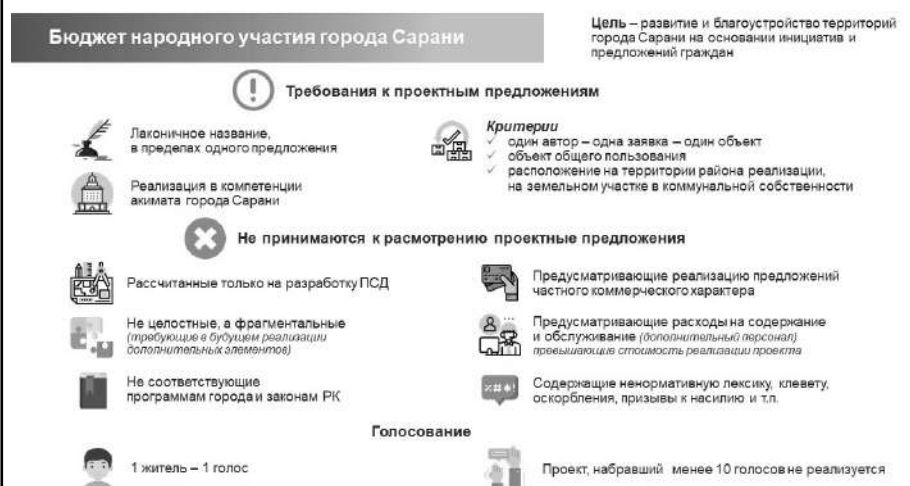 Бюджет народного участия города Сарани
Цель – развитие и благоустройство территорий
города Сарани на основании инициатив и
предложений граждан
Требования к проектным предложениям
Лаконичное название,
в пределах одного предложения
Реализация в компетенции
акимата города Сарани
Критерии
один автор – одна заявка – один объект
объект общего пользования
расположение на территории района реализации,
на земельном участке в коммунальной собственности
Не принимаются к расмотрению проектные предложения
Рассчитанные только на разработку ПСД
Не целостные, а фрагментальные
(требующие в будущем реализации
дополнительных элементов)
Не соответствующие
программам города и законам РК
Предусматривающие реализацию предложений
частного коммерческого характера
Предусматривающие расходы на содержание
и обслуживание (дополнительный персонал)
превышающие стоимость реализации проекта
Содержащие ненормативную лексику, клевету,
оскорбления, призывы к насилию и т.п.
Голосование
1 житель – 1 голос
Проект, набравший менее 10 голосов не реализуется